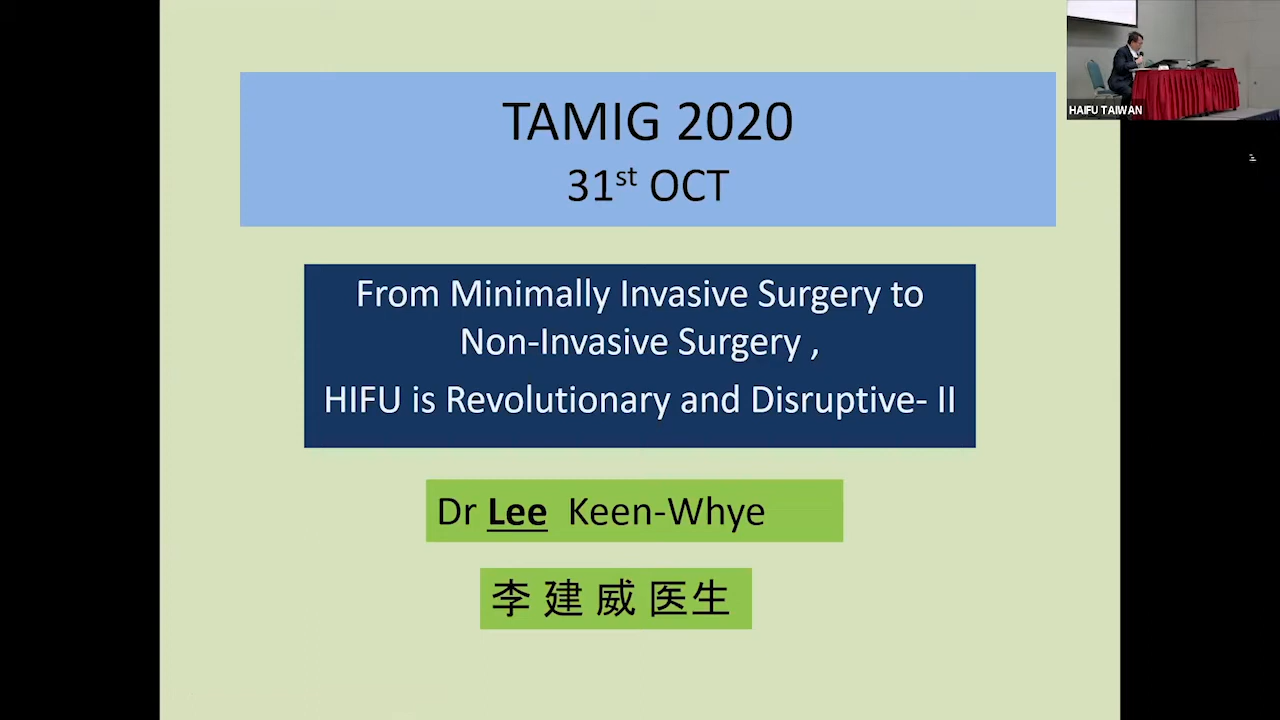 TAMIG 2020
31st OCT
From Minimally Invasive Surgery to
Non-Invasive Surgery ,
HIFU is Revolutionary and Disruptive- II
Dr Lee Keen-Whye
李 建 威 医生
HAIFU TAIWAN